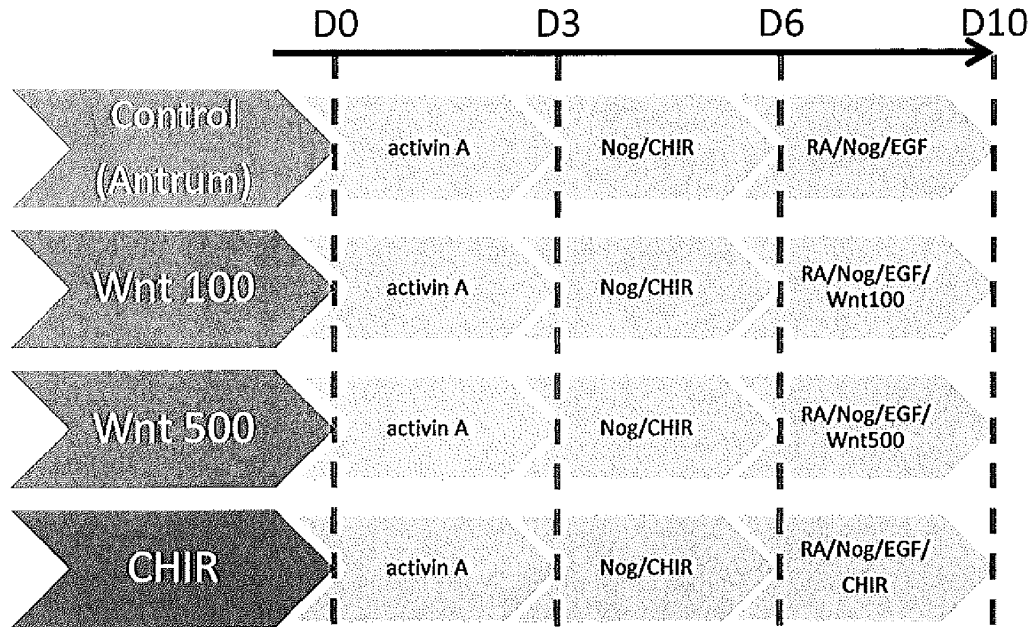 D0 D3 D6 D10
Control
(Antrum)
activin A
Nog/CHIR
RA/Nog/EGF
Wnt 100
activin A
Nog/CHIR
RA/Nog/EGF/
Wnt100
Wnt 500
activin A
Nog/CHIR
RA/Nog/EGF/
Wnt500
CHIR
activin A
Nog/CHIR
RA/Nog/EGF/
CHIR